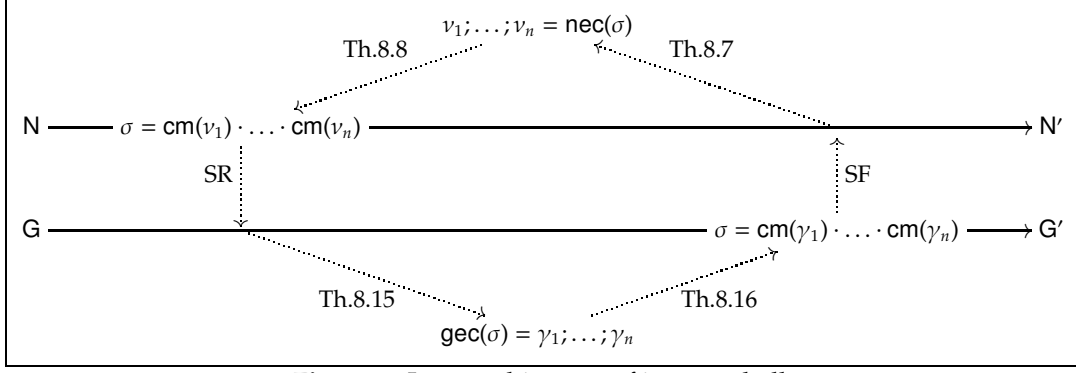 ν₁; … ; νₙ = nec(σ)
Th.8.8
Th.8.7
N σ = cm(ν₁) · … · cm(νₙ) N′
SR
SF
G σ = cm(γ₁) · … · cm(γₙ) G′
Th.8.15
Th.8.16
gec(σ) = γ₁; … ; γₙ